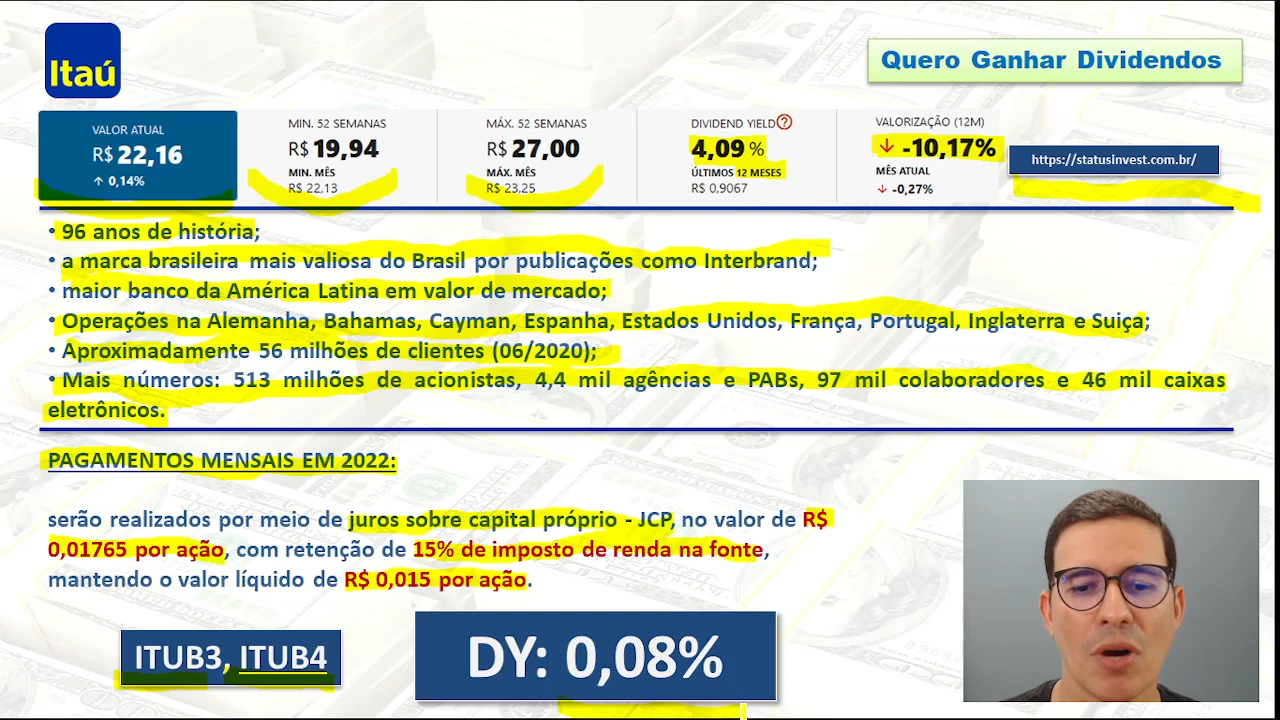 Itaú
Quero Ganhar Dividendos
VALOR ATUAL
R$ 22,16
↑ 0,14%
MIN. 52 SEMANAS
R$ 19,94
MIN. MÊS
R$ 22,13
MÁX. 52 SEMANAS
R$ 27,00
MÁX. MÊS
R$ 23,25
DIVIDEND YIELD?
4,09 %
ÚLTIMOS 12 MESES
R$ 0,9067
VALORIZAÇÃO (12M)
↓ -10,17%
MÊS ATUAL
↓ -0,27%
https://statusinvest.com.br/
• 96 anos de história;
• a marca brasileira mais valiosa do Brasil por publicações como Interbrand;
• maior banco da América Latina em valor de mercado;
• Operações na Alemanha, Bahamas, Cayman, Espanha, Estados Unidos, França, Portugal, Inglaterra e Suiça;
• Aproximadamente 56 milhões de clientes (06/2020);
• Mais números: 513 milhões de acionistas, 4,4 mil agências e PABs, 97 mil colaboradores e 46 mil caixas
eletrônicos.
PAGAMENTOS MENSAIS EM 2022:
serão realizados por meio de juros sobre capital próprio - JCP, no valor de R$
0,01765 por ação, com retenção de 15% de imposto de renda na fonte,
mantendo o valor líquido de R$ 0,015 por ação.
ITUB3, ITUB4
DY: 0,08%